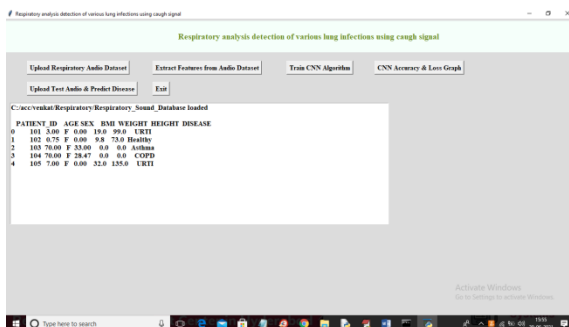 Respiratory analysis detection of various lung infections using caugh signal
Respiratory analysis detection of various lung infections using caugh signal
Upload Respiratory Audio Dataset Extract Features from Audio Dataset Train CNN Algorithm CNN Accuracy & Loss Graph
Upload Test Audio & Predict Disease Exit
C:/acc/venkat/Respiratory/Respiratory_Sound_Database loaded
PATIENT_ID AGE SEX BMI WEIGHT HEIGHT DISEASE
0 101 3.00 F 0.00 19.0 99.0 URTI
1 102 0.75 F 0.00 9.8 73.0 Healthy
2 103 70.00 F 33.00 0.0 0.0 Asthma
3 104 70.00 F 28.47 0.0 0.0 COPD
4 105 7.00 F 0.00 32.0 135.0 URTI
Activate Windows
Go to Settings to activate Windows.
Type here to search